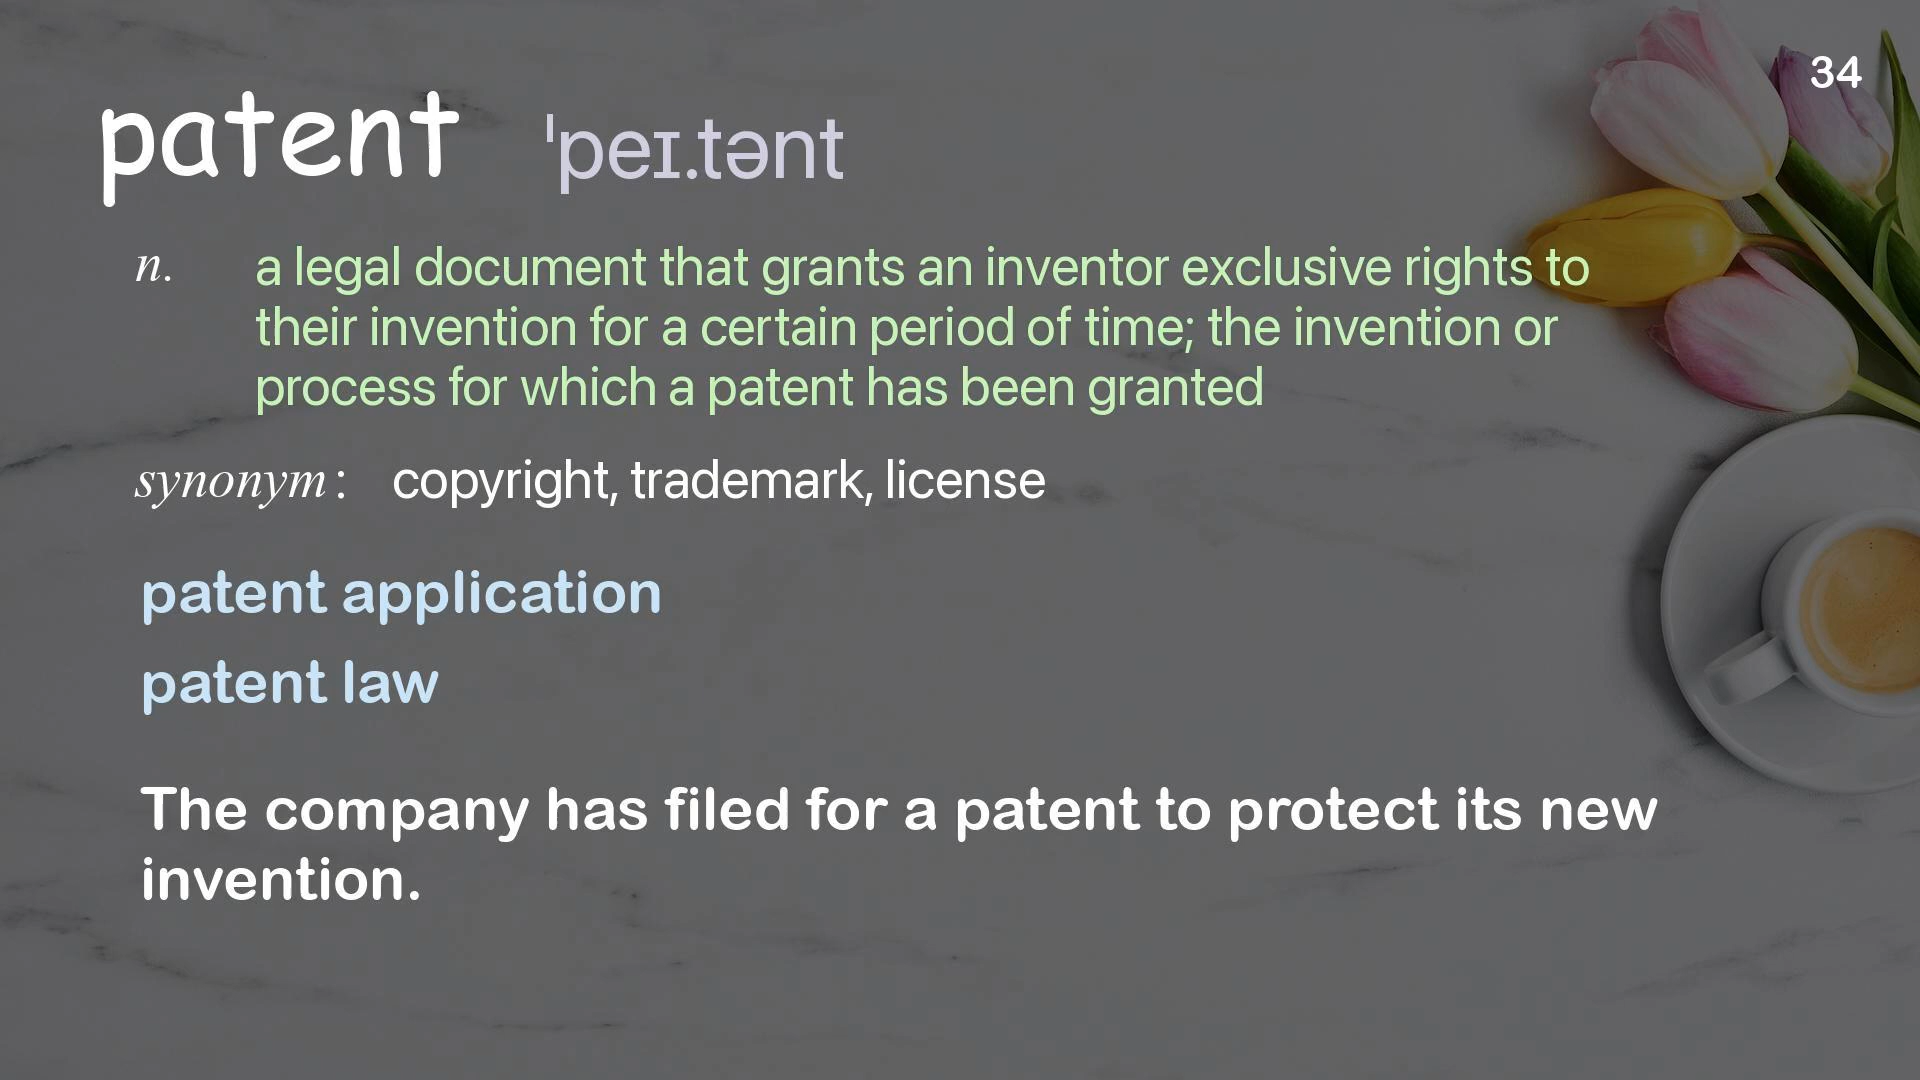 34
patent ˈpeɪ.tənt
n. a legal document that grants an inventor exclusive rights to
their invention for a certain period of time; the invention or
process for which a patent has been granted
synonym : copyright, trademark, license
patent application
patent law
The company has filed for a patent to protect its new
invention.